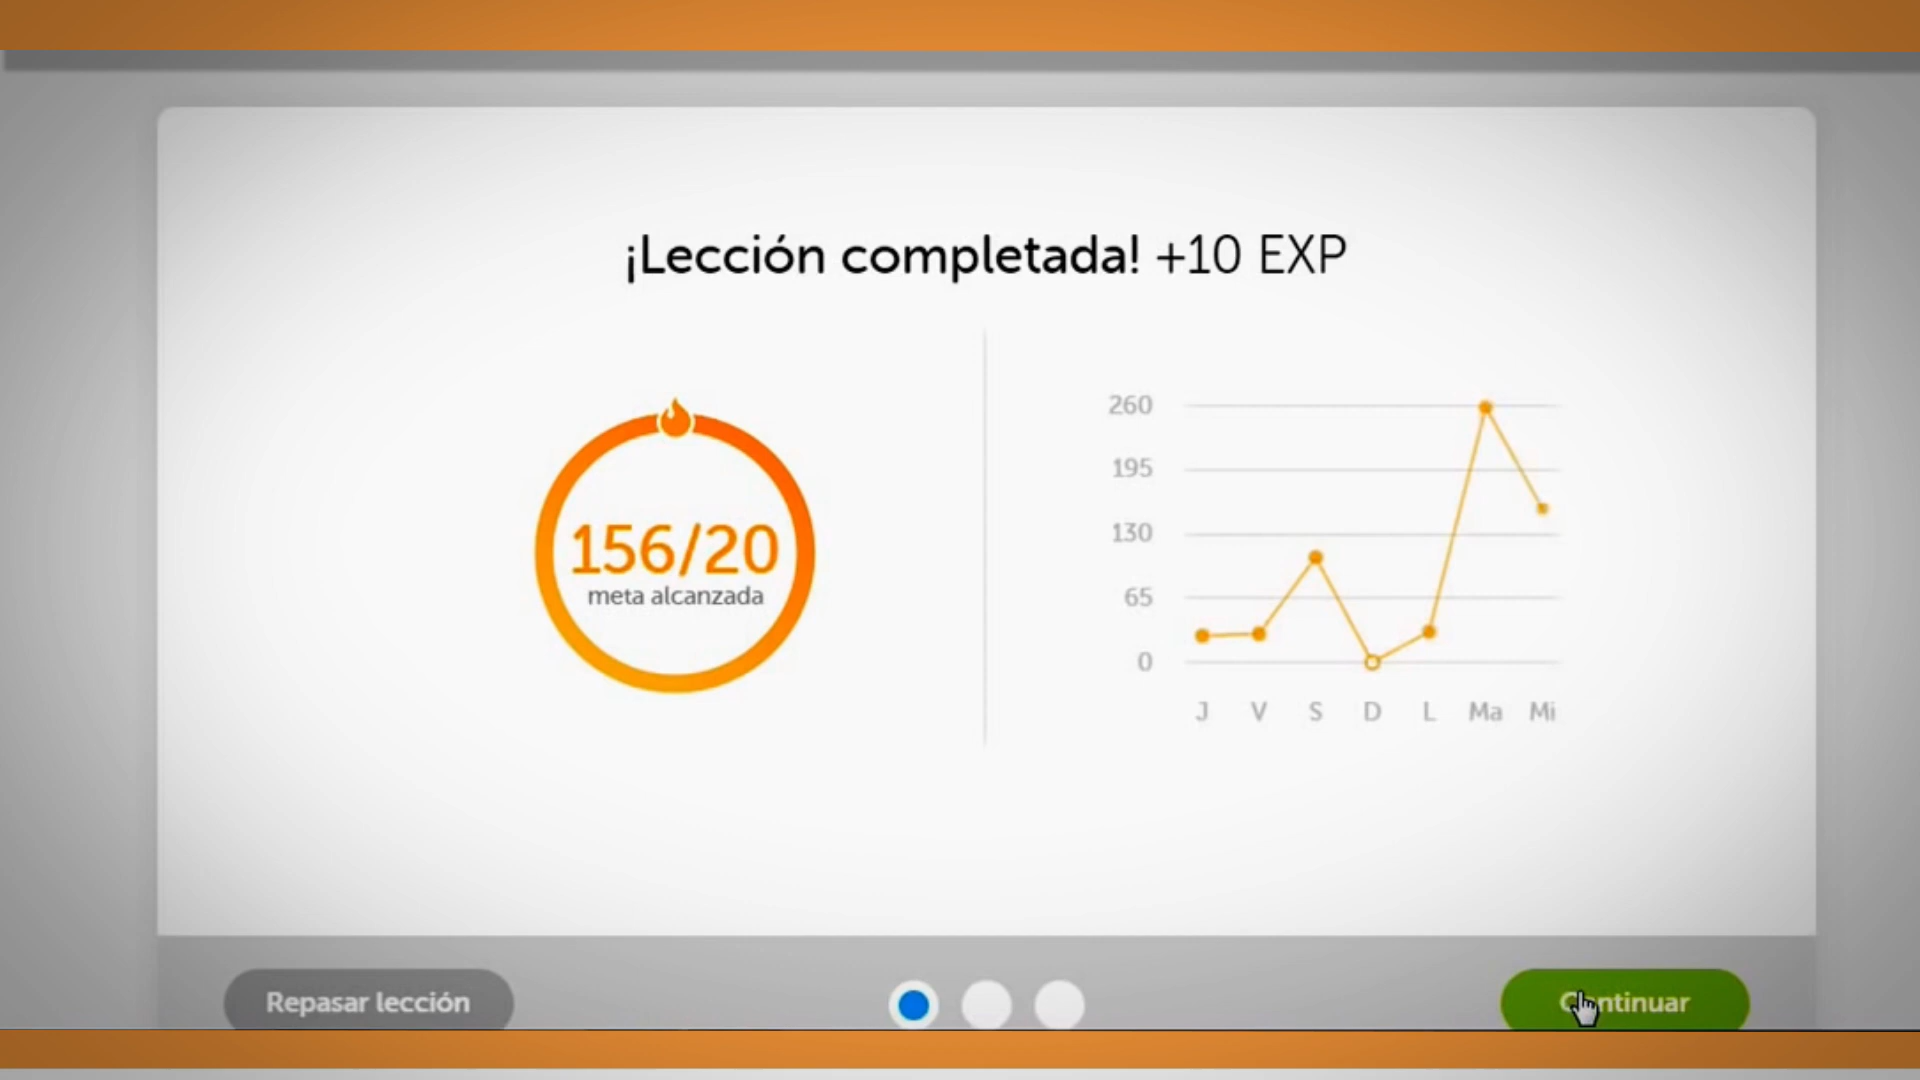 ¡Lección completada! +10 EXP
156/20
meta alcanzada
260
195
130
65
0
J V S D L Ma Mi
Repasar lección
Continuar